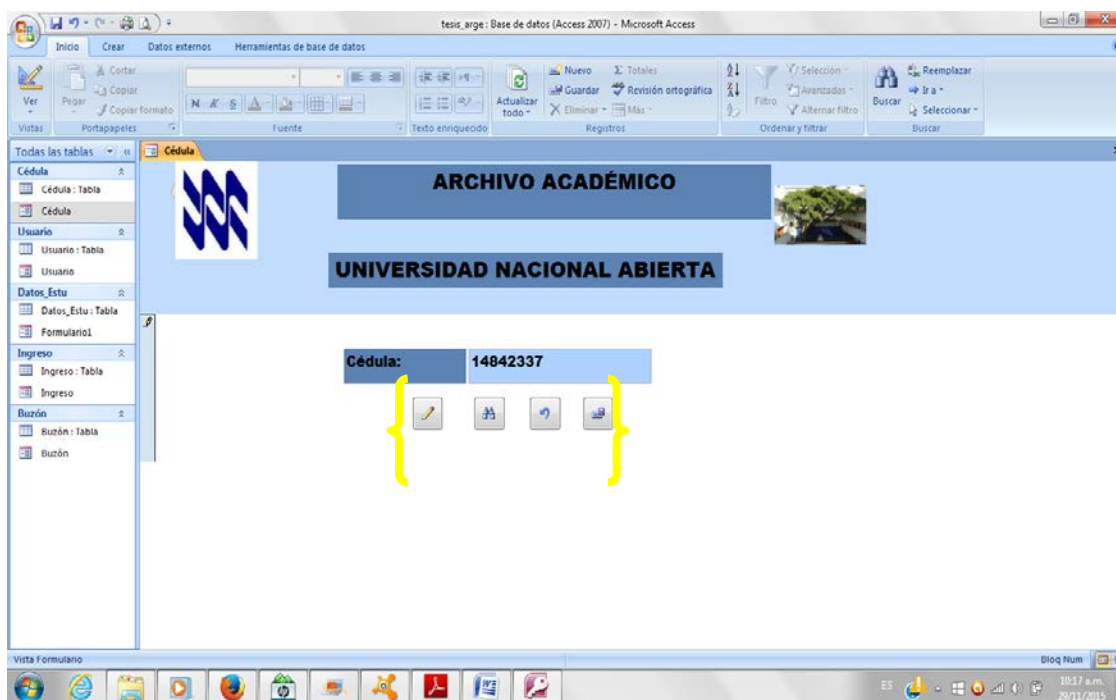 tesis_arge : Base de datos (Access 2007) - Microsoft Access
Inicio Crear Datos externos Herramientas de base de datos
Ver
Vistas
Pegar
Cortar
Copiar
Copiar formato
Portapapeles
N K S
Fuente
Texto enriquecido
Actualizar todo
Nuevo
Guardar
Eliminar
Σ Totales
Revisión ortográfica
Más
Registros
Filtro
Selección
Avanzadas
Alternar filtro
Ordenar y filtrar
Buscar
Reemplazar
Ir a
Seleccionar
Buscar
Todas las tablas
Cédula
Cédula : Tabla
Cédula
Usuario
Usuario : Tabla
Usuario
Datos_Estu
Datos_Estu : Tabla
Formulario1
Ingreso
Ingreso : Tabla
Ingreso
Buzón
Buzón : Tabla
Buzón
Cédula
ARCHIVO ACADÉMICO
UNIVERSIDAD NACIONAL ABIERTA
Cédula: 14842337
Vista Formulario
Bloq Num
ES
10:17 a.m.
29/11/2015